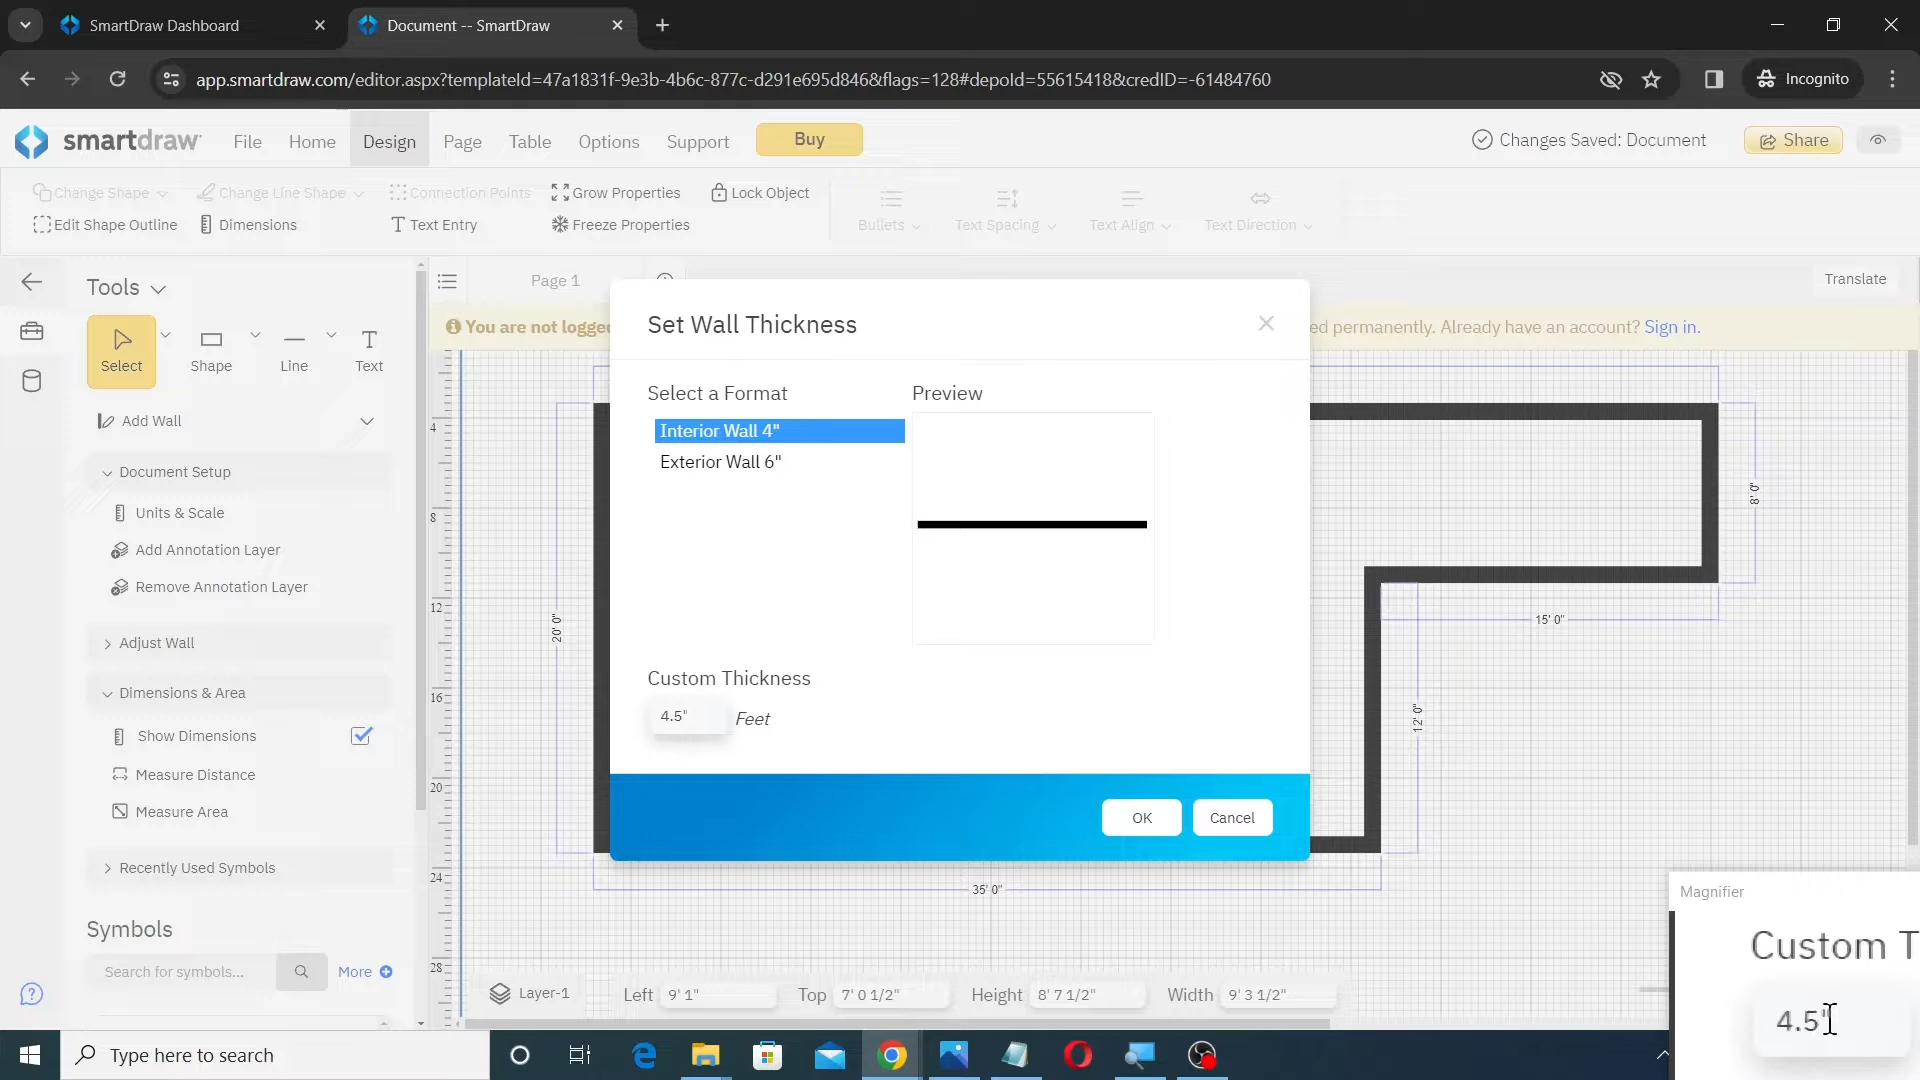 SmartDraw Dashboard
Document -- SmartDraw
app.smartdraw.com/editor.aspx?templateId=47a1831f-9e3b-4b6c-877c-d291e695d846&flags=128#depoId=55615418&credID=-61484760
Incognito
smartdraw
File Home Design Page Table Options Support Buy
Changes Saved: Document
Share
Change Shape Change Line Shape Connection Points Grow Properties Lock Object
Edit Shape Outline Dimensions Text Entry Freeze Properties
Bullets Text Spacing Text Align Text Direction
Tools
Page 1
Translate
You are not logge
ed permanently. Already have an account? Sign in.
Select Shape Line Text
Add Wall
Document Setup
Units & Scale
Add Annotation Layer
Remove Annotation Layer
Adjust Wall
Dimensions & Area
Show Dimensions
Measure Distance
Measure Area
Recently Used Symbols
Symbols
Search for symbols...
More
4
8
12
16
20
24
28
20' 0"
35' 0"
8' 0"
15' 0"
12' 0"
Set Wall Thickness
Select a Format
Preview
Interior Wall 4"
Exterior Wall 6"
Custom Thickness
4.5" Feet
OK
Cancel
Layer-1
Left 9' 1" Top 7' 0 1/2" Height 8' 7 1/2" Width 9' 3 1/2"
Magnifier
Custom T
4.5"
Type here to search